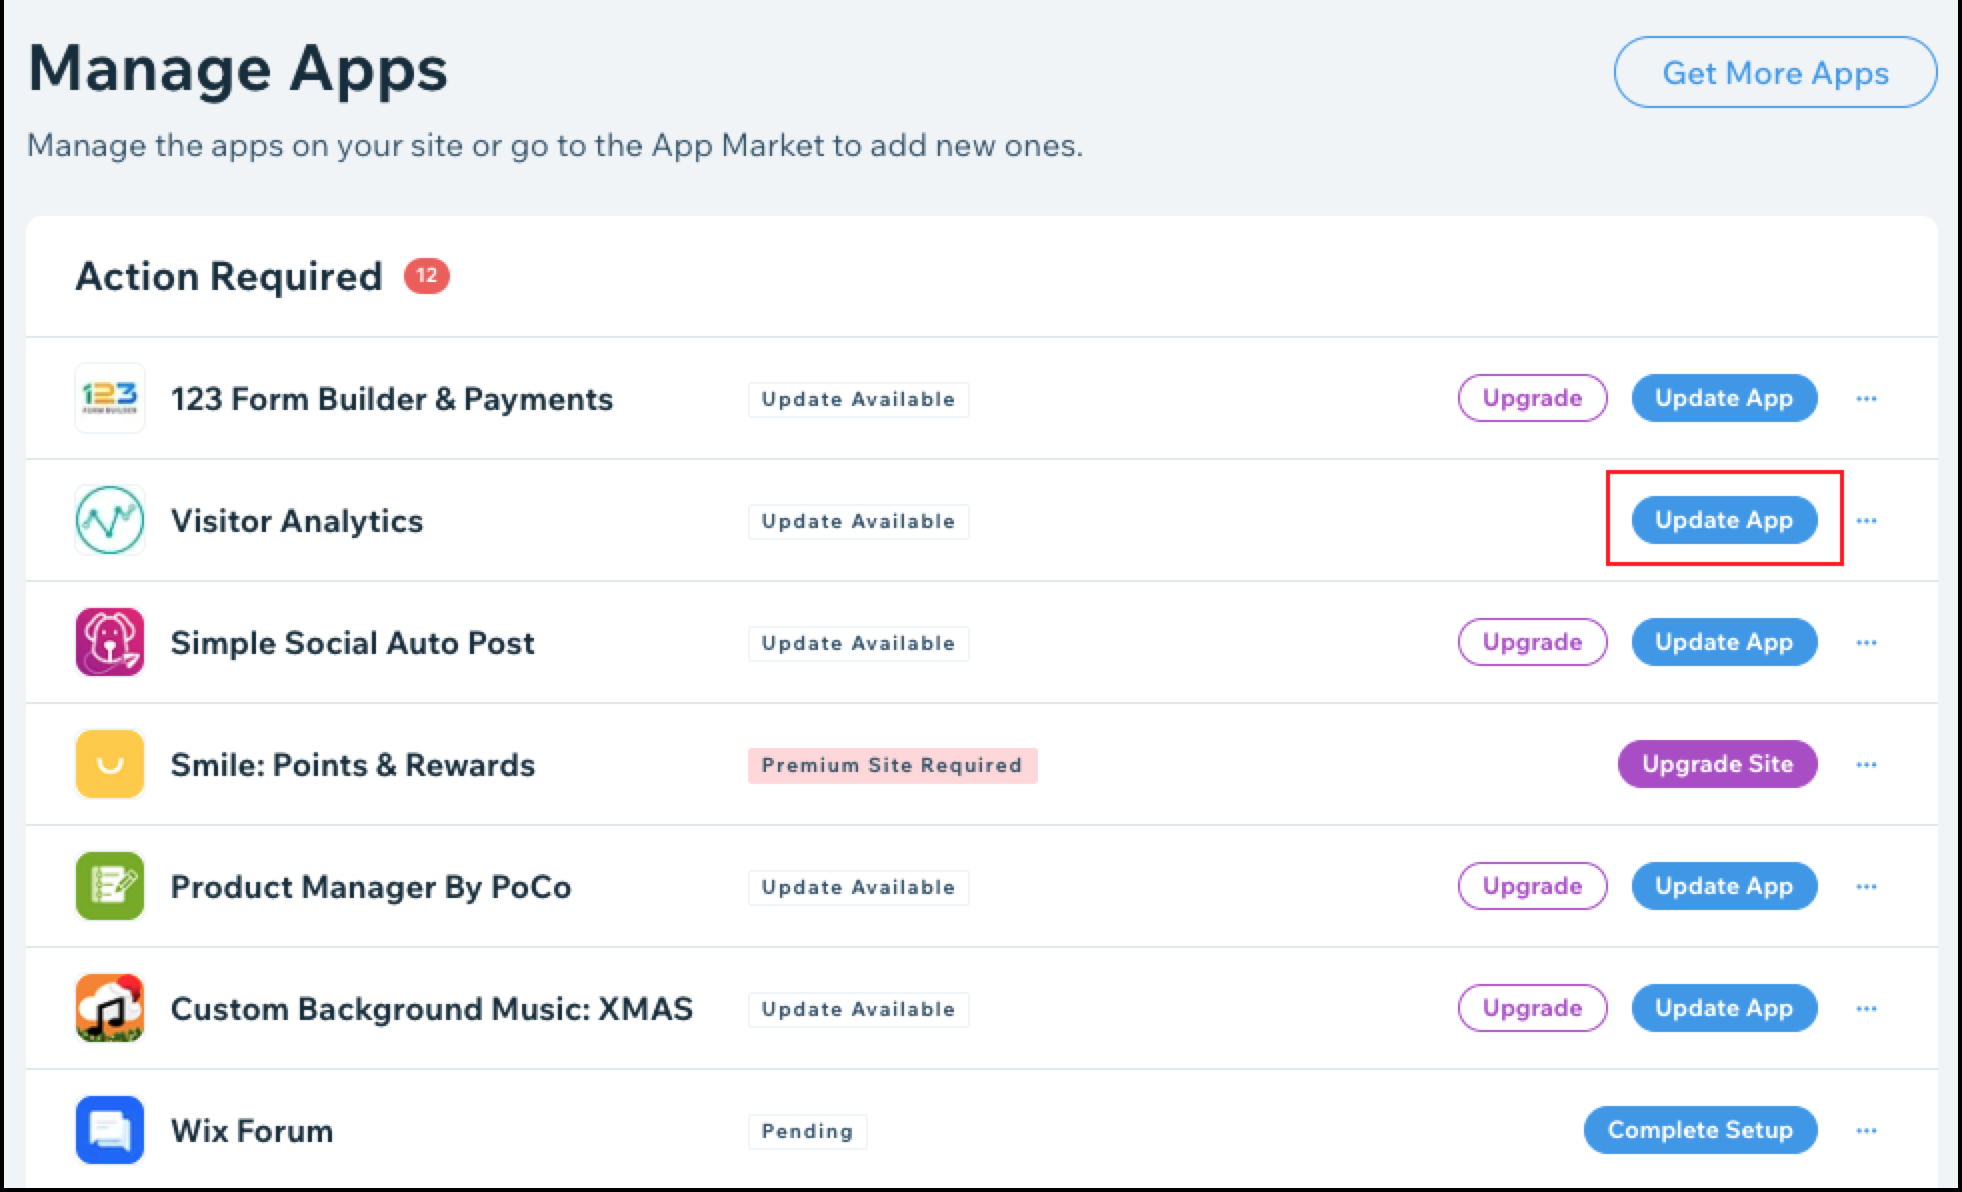 Manage Apps
Get More Apps
Manage the apps on your site or go to the App Market to add new ones.
Action Required 12
123 FORM BUILDER
123 Form Builder & Payments Update Available Upgrade Update App ...
Visitor Analytics Update Available Update App ...
Simple Social Auto Post Update Available Upgrade Update App ...
Smile: Points & Rewards Premium Site Required Upgrade Site ...
Product Manager By PoCo Update Available Upgrade Update App ...
Custom Background Music: XMAS Update Available Upgrade Update App ...
Wix Forum Pending Complete Setup ...